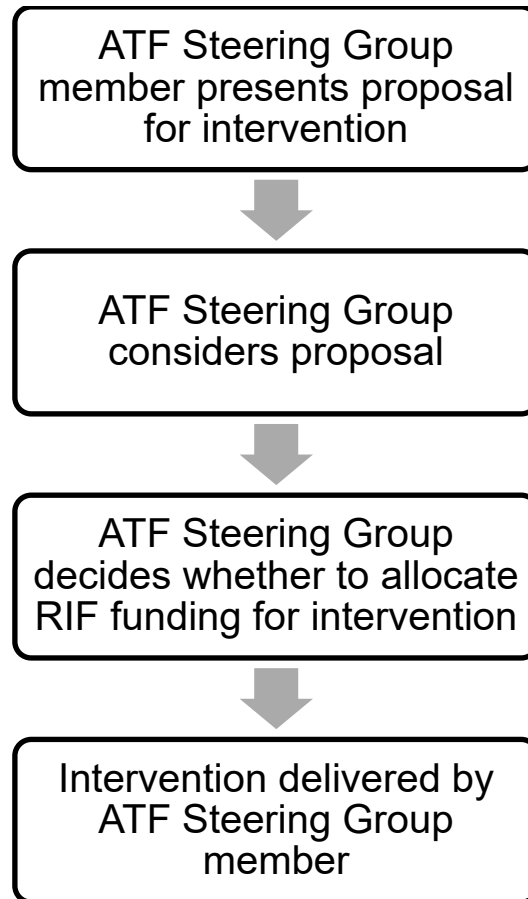 ATF Steering Group
member presents proposal
for intervention
ATF Steering Group
considers proposal
ATF Steering Group
decides whether to allocate
RIF funding for intervention
Intervention delivered by
ATF Steering Group
member